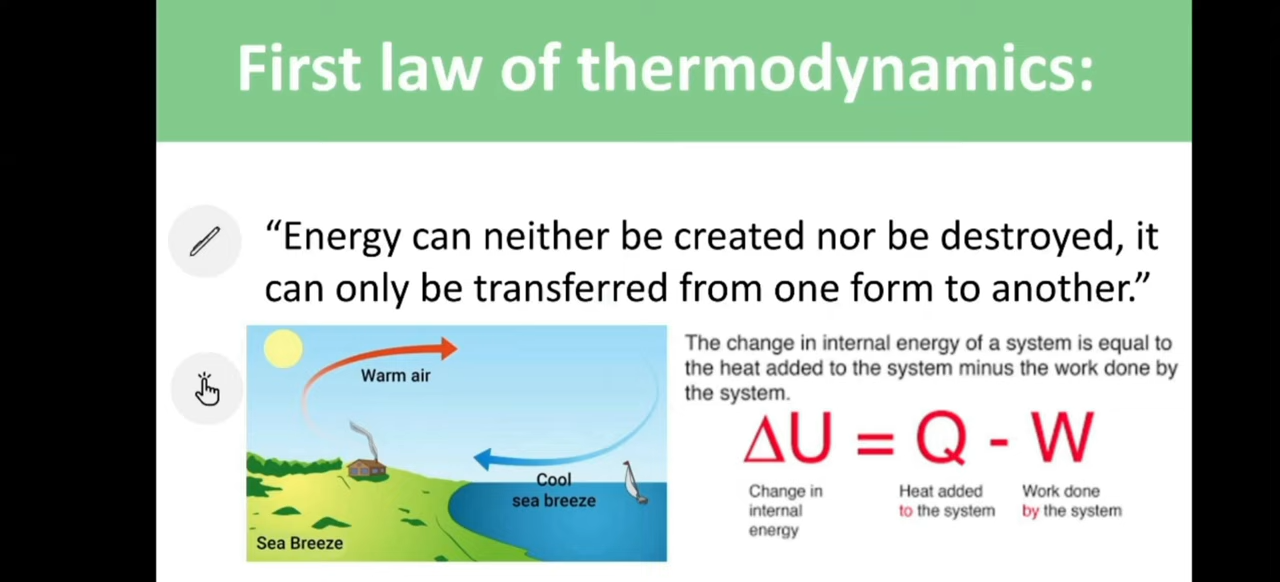 First law of thermodynamics:
“Energy can neither be created nor be destroyed, it
can only be transferred from one form to another.”
Warm air
Cool
sea breeze
Sea Breeze
The change in internal energy of a system is equal to
the heat added to the system minus the work done by
the system.
ΔU = Q - W
Change in
internal
energy
Heat added
to the system
Work done
by the system